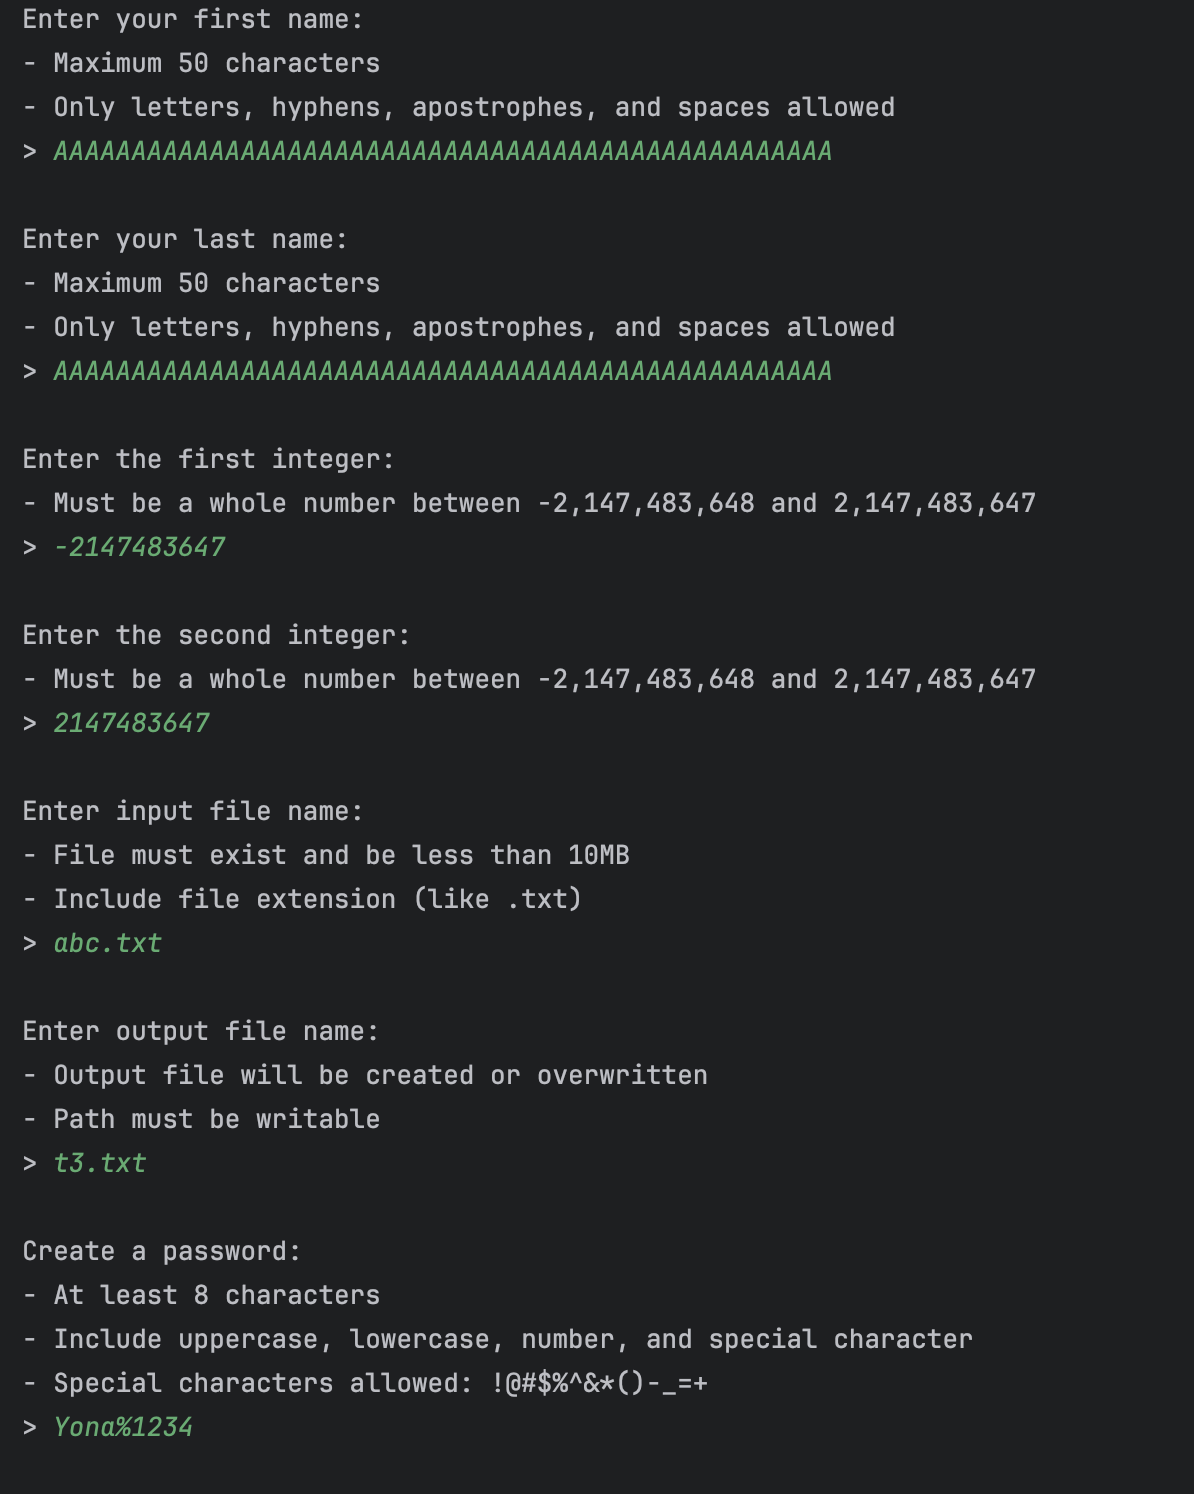 Enter your first name:
- Maximum 50 characters
- Only letters, hyphens, apostrophes, and spaces allowed
> AAAAAAAAAAAAAAAAAAAAAAAAAAAAAAAAAAAAAAAAAAAAAAAAAA
Enter your last name:
- Maximum 50 characters
- Only letters, hyphens, apostrophes, and spaces allowed
> AAAAAAAAAAAAAAAAAAAAAAAAAAAAAAAAAAAAAAAAAAAAAAAAAA
Enter the first integer:
- Must be a whole number between -2,147,483,648 and 2,147,483,647
> -2147483647
Enter the second integer:
- Must be a whole number between -2,147,483,648 and 2,147,483,647
> 2147483647
Enter input file name:
- File must exist and be less than 10MB
- Include file extension (like .txt)
> abc.txt
Enter output file name:
- Output file will be created or overwritten
- Path must be writable
> t3.txt
Create a password:
- At least 8 characters
- Include uppercase, lowercase, number, and special character
- Special characters allowed: !@#$%^&*()-_=+
> Yona%1234